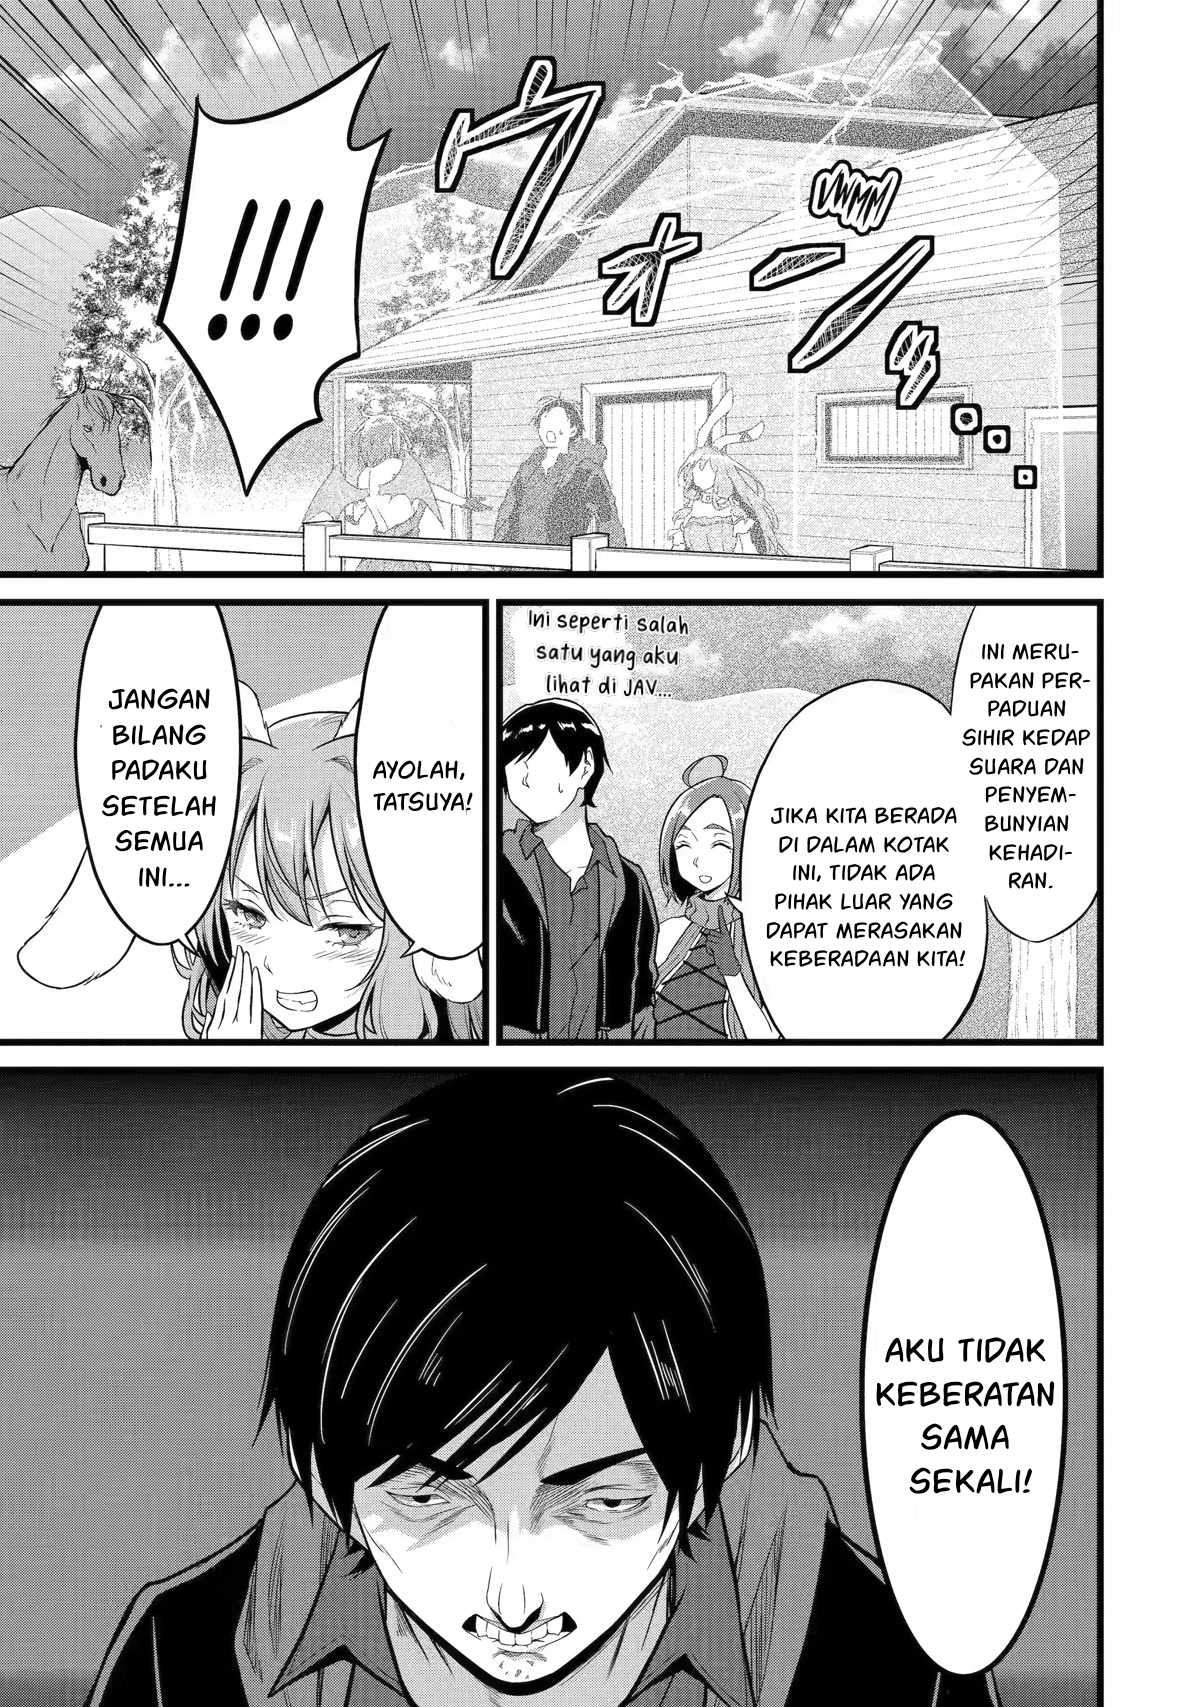 !!!
ウォーン
VWMM
INI MERU-
PAKAN PER-
PADUAN
SIHIR KEDAP
SUARA DAN
PENYEM-
BUNYIAN
KEHADI-
RAN.
JIKA KITA BERADA
DI DALAM KOTAK
INI, TIDAK ADA
PIHAK LUAR YANG
DAPAT MERASAKAN
KEBERADAAN KITA!
Ini seperti salah
satu yang aku
lihat di JAV...
AYOLAH,
TATSUYA!
JANGAN
BILANG
PADAKU
SETELAH
SEMUA
INI...
AKU TIDAK
KEBERATAN
SAMA
SEKALI!